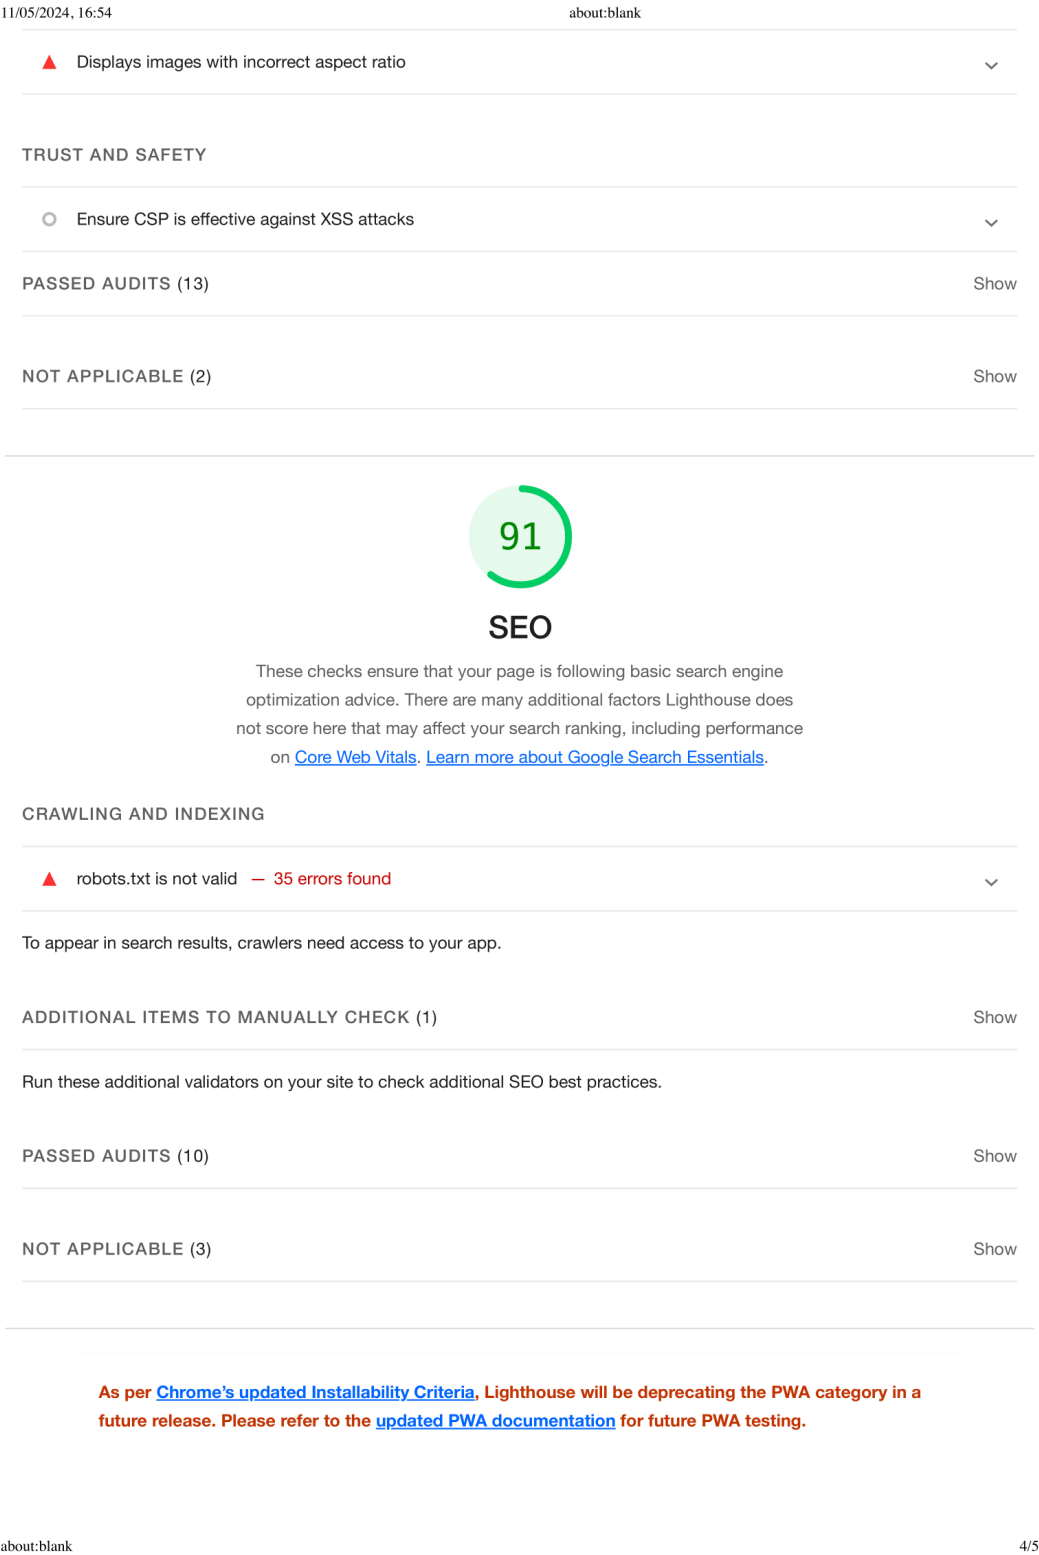 11/05/2024, 16:54 about:blank
Displays images with incorrect aspect ratio
TRUST AND SAFETY
Ensure CSP is effective against XSS attacks
PASSED AUDITS (13) Show
NOT APPLICABLE (2) Show
91
SEO
These checks ensure that your page is following basic search engine
optimization advice. There are many additional factors Lighthouse does
not score here that may affect your search ranking, including performance
on Core Web Vitals. Learn more about Google Search Essentials.
CRAWLING AND INDEXING
robots.txt is not valid — 35 errors found
To appear in search results, crawlers need access to your app.
ADDITIONAL ITEMS TO MANUALLY CHECK (1) Show
Run these additional validators on your site to check additional SEO best practices.
PASSED AUDITS (10) Show
NOT APPLICABLE (3) Show
As per Chrome’s updated Installability Criteria, Lighthouse will be deprecating the PWA category in a
future release. Please refer to the updated PWA documentation for future PWA testing.
about:blank 4/5